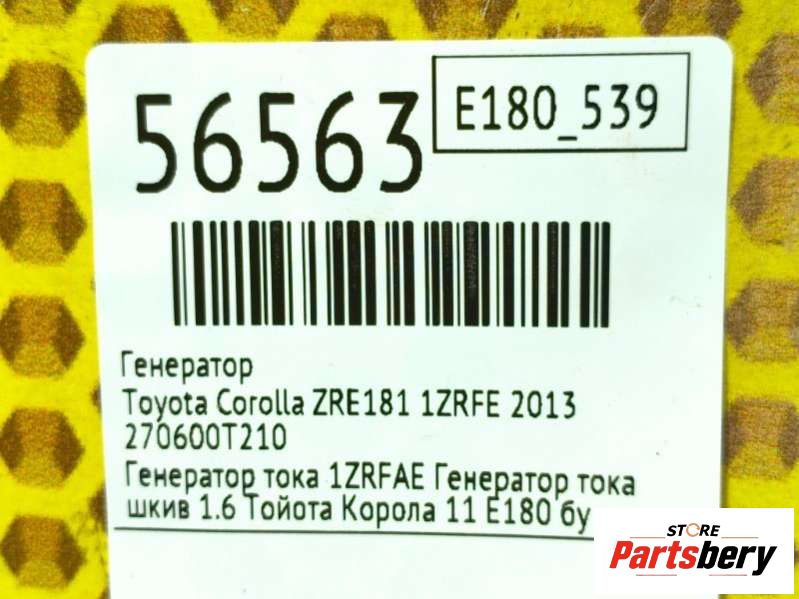 56563
E180_539
Генератор
Toyota Corolla ZRE181 1ZRFE 2013
270600T210
Генератор тока 1ZRFAE Генератор тока
шкив 1.6 Тойота Корола 11 E180 бу
STORE
Partsbery